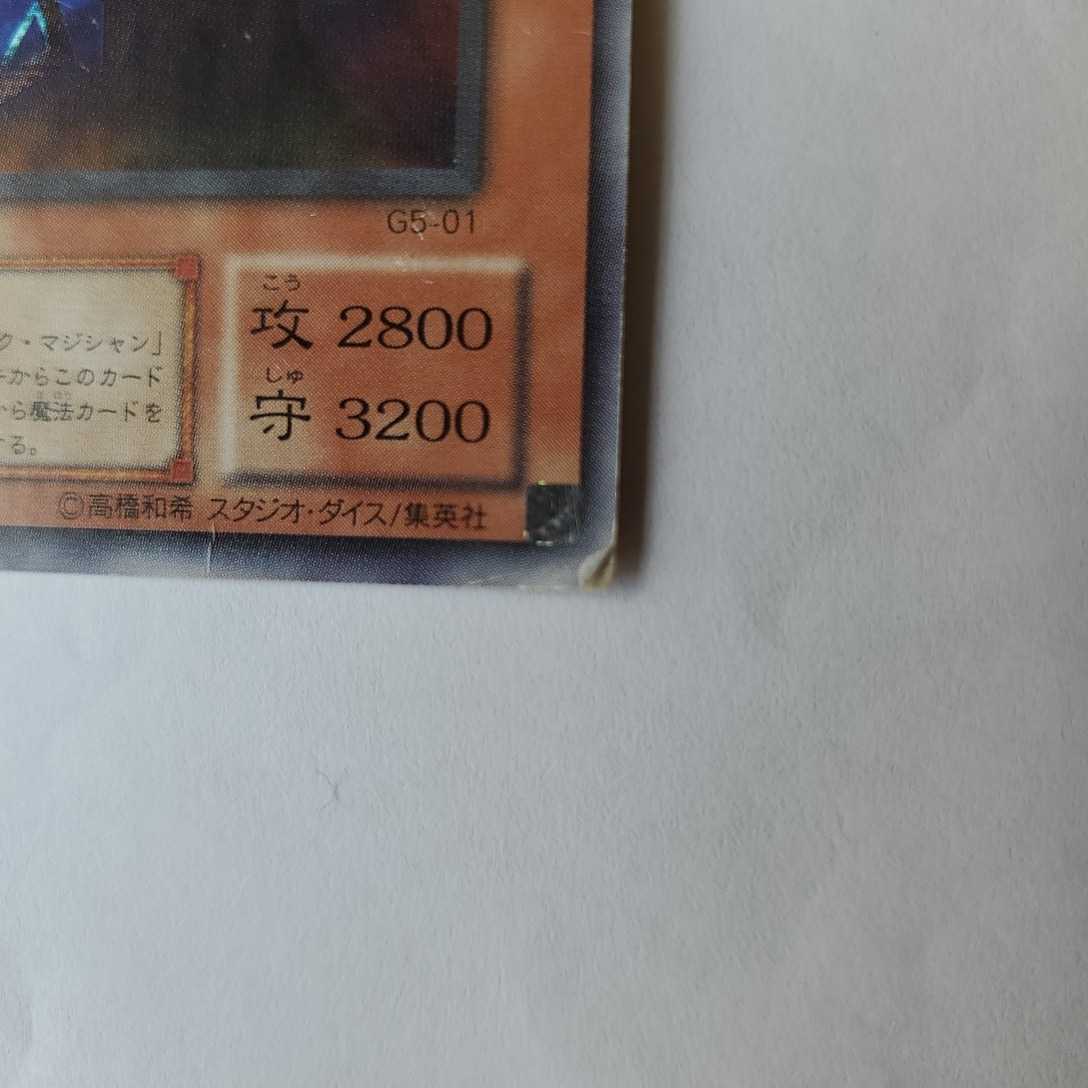 G5-01
こう
攻 2800
しゅ
守 3200
ク・マジシャン」
からこのカード
から魔法カードを
する。
©高橋和希 スタジオ・ダイス/集英社